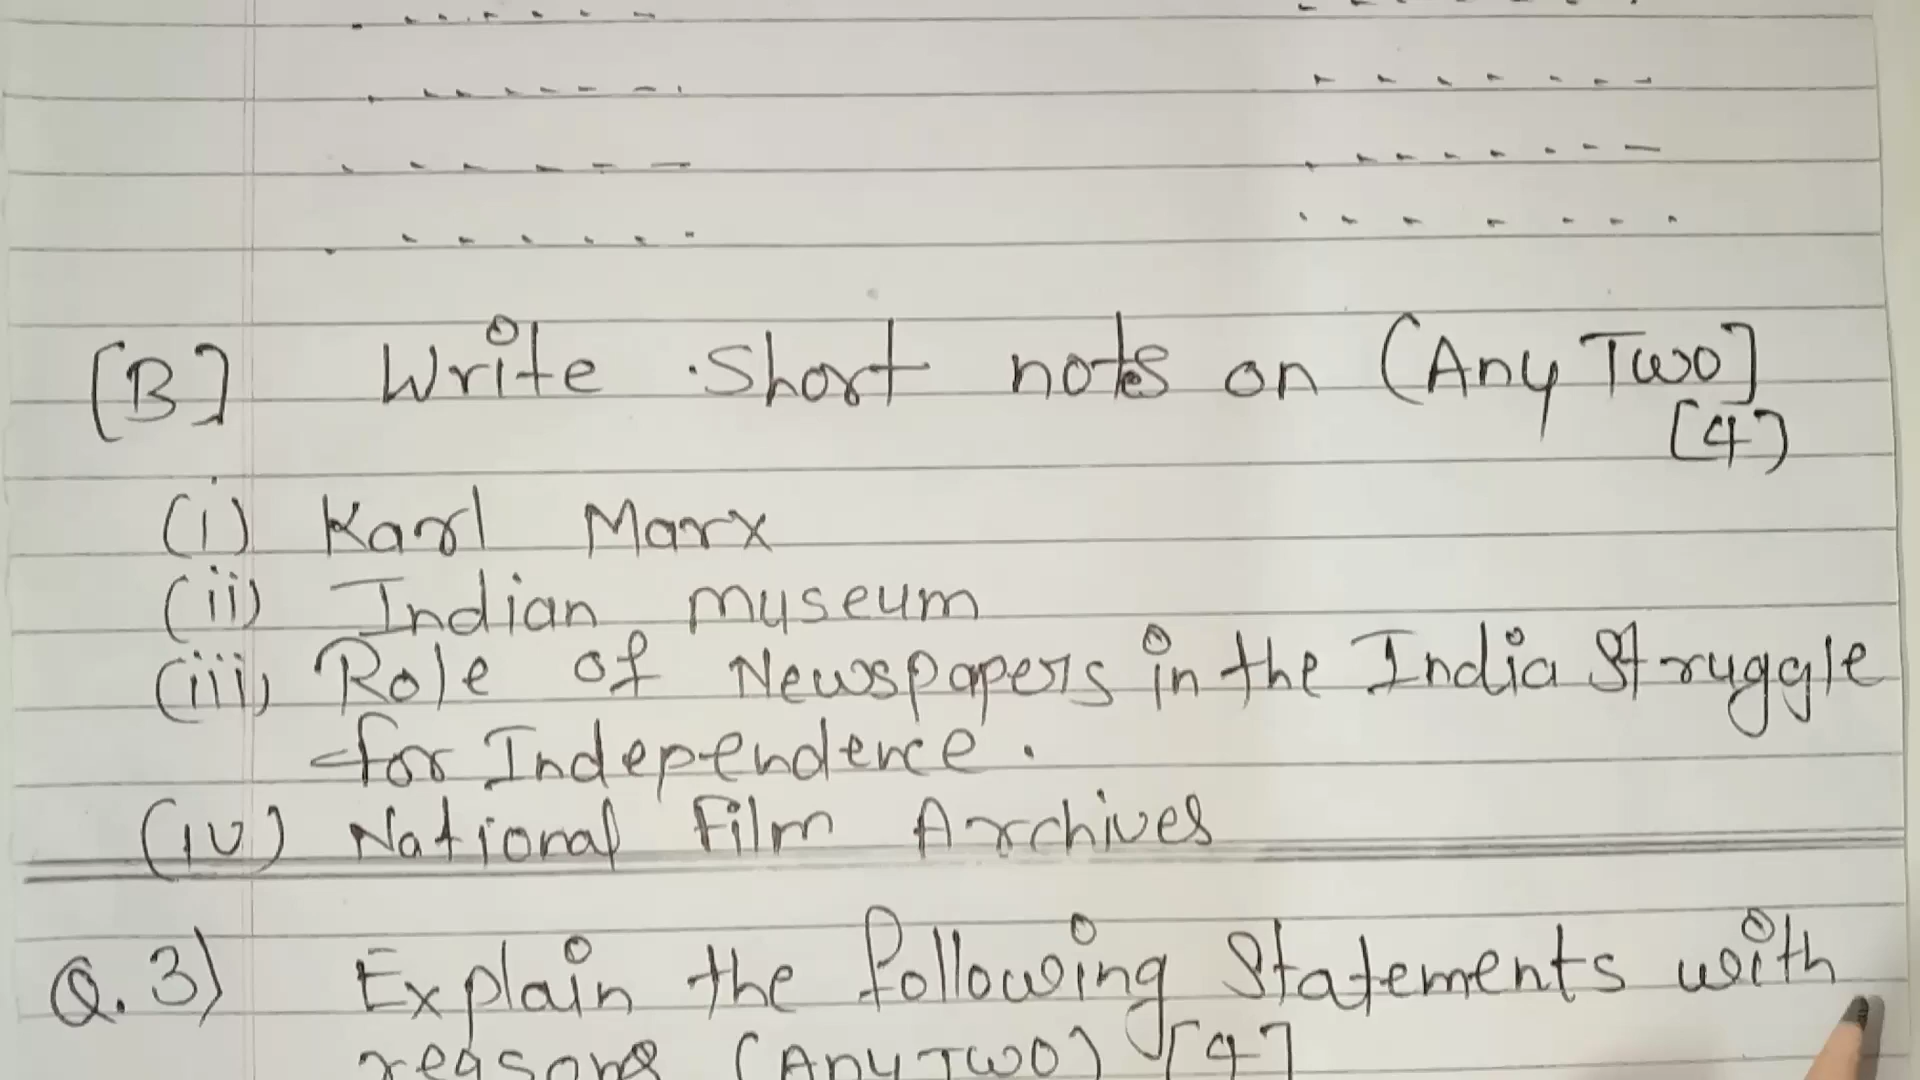 [B] Write short notes on (Any Two]
[4]
(i) Karl Marx
(ii) Indian museum
(iii) Role of Newspapers in the India Struggle
for Independence.
(iv) National Film Archives
Q.3) Explain the following Statements with
reasons (Any Two) [4]